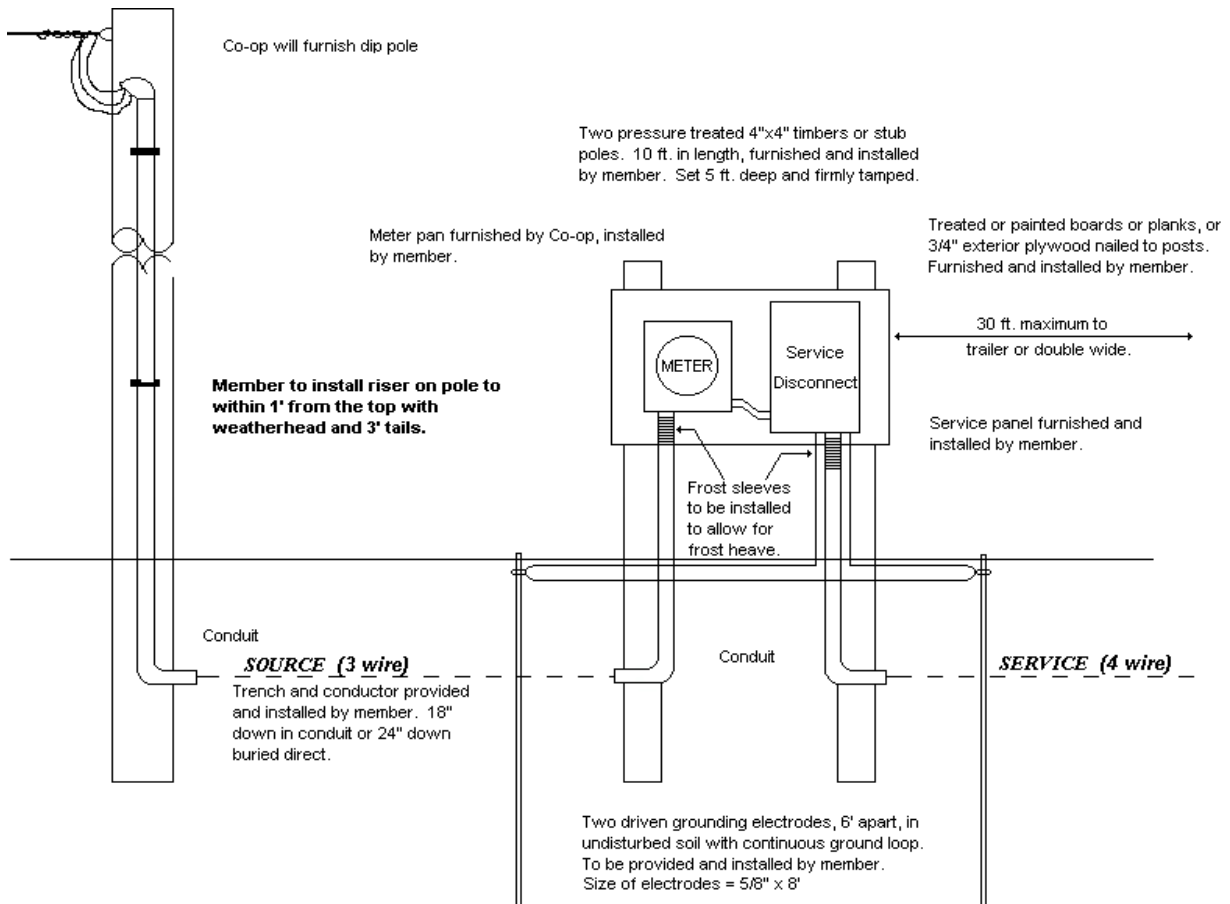 Co-op will furnish dip pole
Two pressure treated 4"x4" timbers or stub
poles.  10 ft. in length, furnished and installed
by member.  Set 5 ft. deep and firmly tamped.
Meter pan furnished by Co-op, installed
by member.
Treated or painted boards or planks, or
3/4" exterior plywood nailed to posts.
Furnished and installed by member.
30 ft. maximum to
trailer or double wide.
METER
Service
Disconnect
Member to install riser on pole to
within 1' from the top with
weatherhead and 3' tails.
Service panel furnished and
installed by member.
Frost sleeves
to be installed
to allow for
frost heave.
Conduit
SOURCE (3 wire)
Trench and conductor provided
and installed by member.  18"
down in conduit or 24" down
buried direct.
Conduit
SERVICE (4 wire)
Two driven grounding electrodes, 6' apart, in
undisturbed soil with continuous ground loop.
To be provided and installed by member.
Size of electrodes = 5/8" x 8'